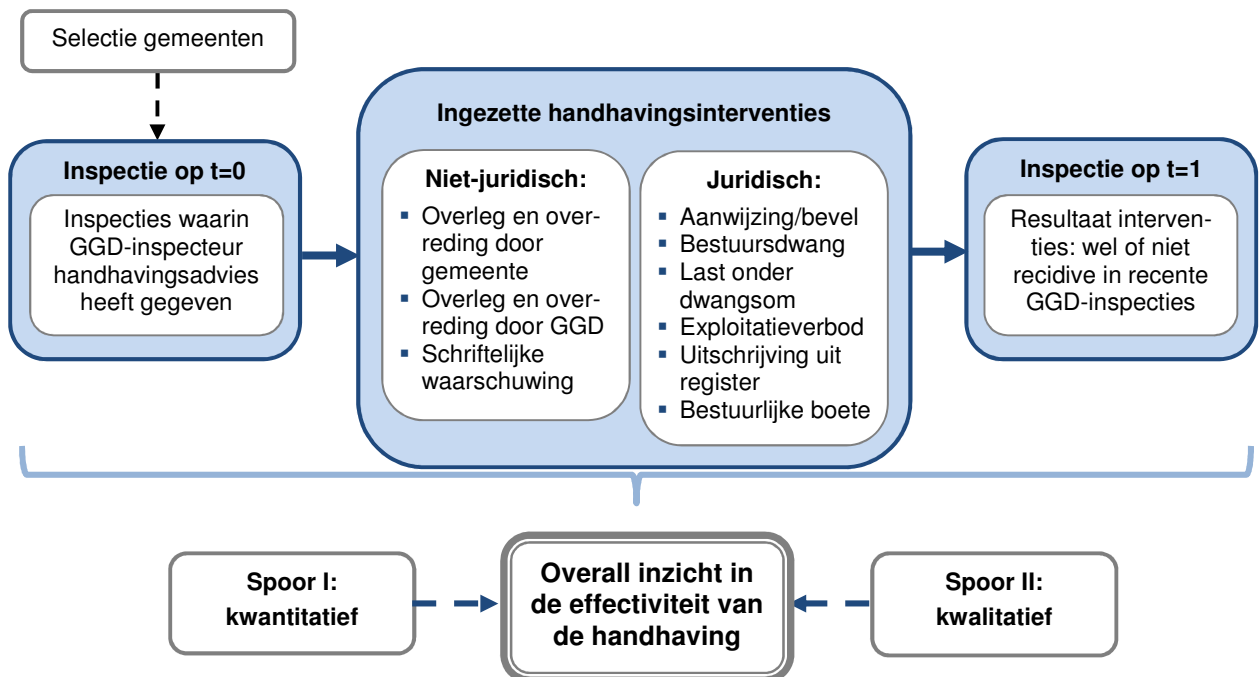 Selectie gemeenten
Inspectie op t=0
Inspecties waarin
GGD-inspecteur
handhavingsadvies
heeft gegeven
Ingezette handhavingsinterventies
Niet-juridisch:
▪ Overleg en over-
reding door
gemeente
▪ Overleg en over-
reding door GGD
▪ Schriftelijke
waarschuwing
Juridisch:
▪ Aanwijzing/bevel
▪ Bestuursdwang
▪ Last onder
dwangsom
▪ Exploitatieverbod
▪ Uitschrijving uit
register
▪ Bestuurlijke boete
Inspectie op t=1
Resultaat interven-
ties: wel of niet
recidive in recente
GGD-inspecties
Spoor I:
kwantitatief
Overall inzicht in
de effectiviteit van
de handhaving
Spoor II:
kwalitatief